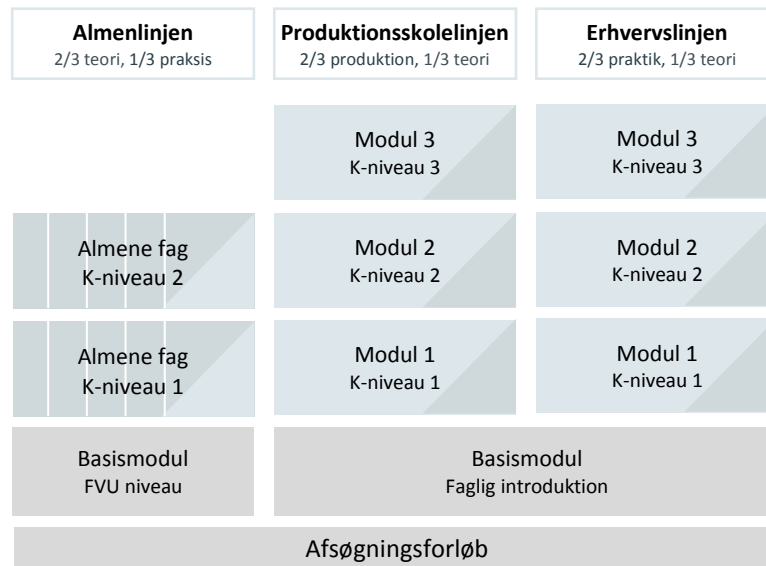 Almenlinjen
2/3 teori, 1/3 praksis
Produktionsskolelinjen
2/3 produktion, 1/3 teori
Erhvervslinjen
2/3 praktik, 1/3 teori
Modul 3
K-niveau 3
Modul 3
K-niveau 3
Almene fag
K-niveau 2
Modul 2
K-niveau 2
Modul 2
K-niveau 2
Almene fag
K-niveau 1
Modul 1
K-niveau 1
Modul 1
K-niveau 1
Basismodul
FVU niveau
Basismodul
Faglig introduktion
Afsøgningsforløb